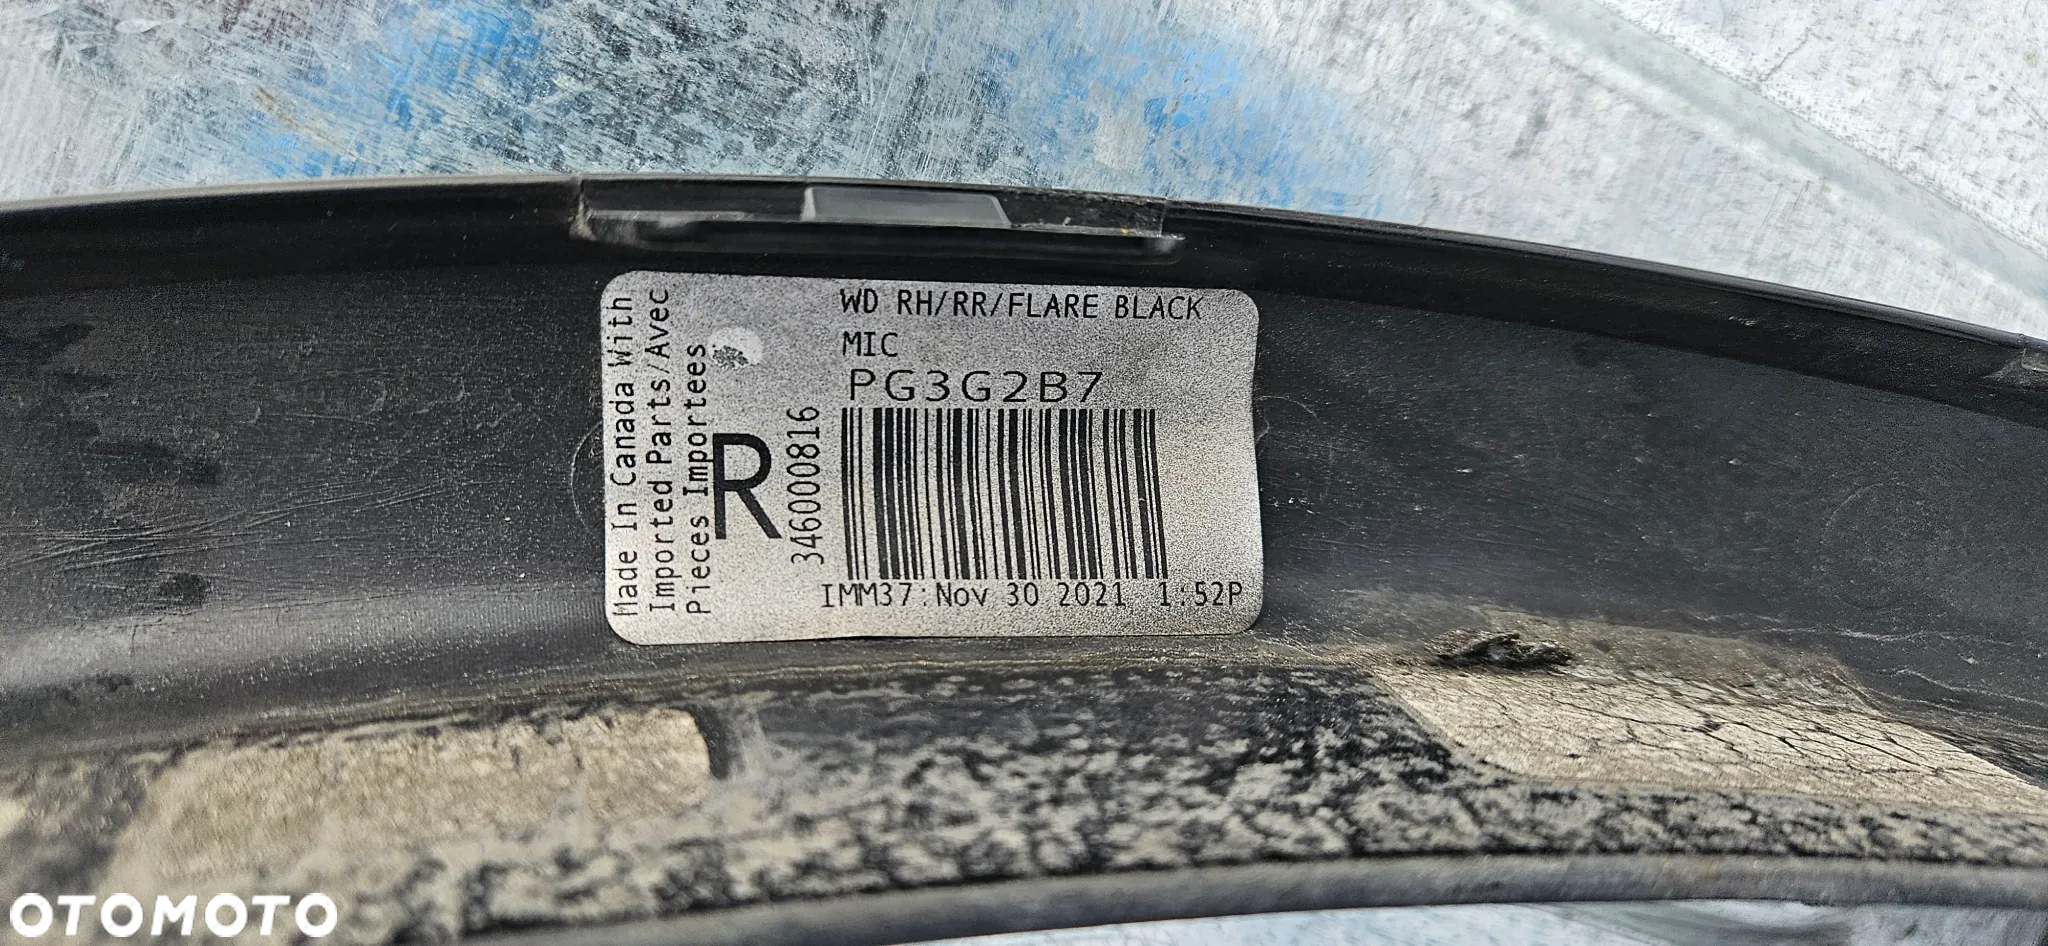 WD RH/RR/FLARE BLACK
MIC
PG3G2B7
Made In Canada With
Imported Parts/Avec
Pieces Importees
R
346000816
IMM37:Nov 30 2021 1:52P
OTOMOTO